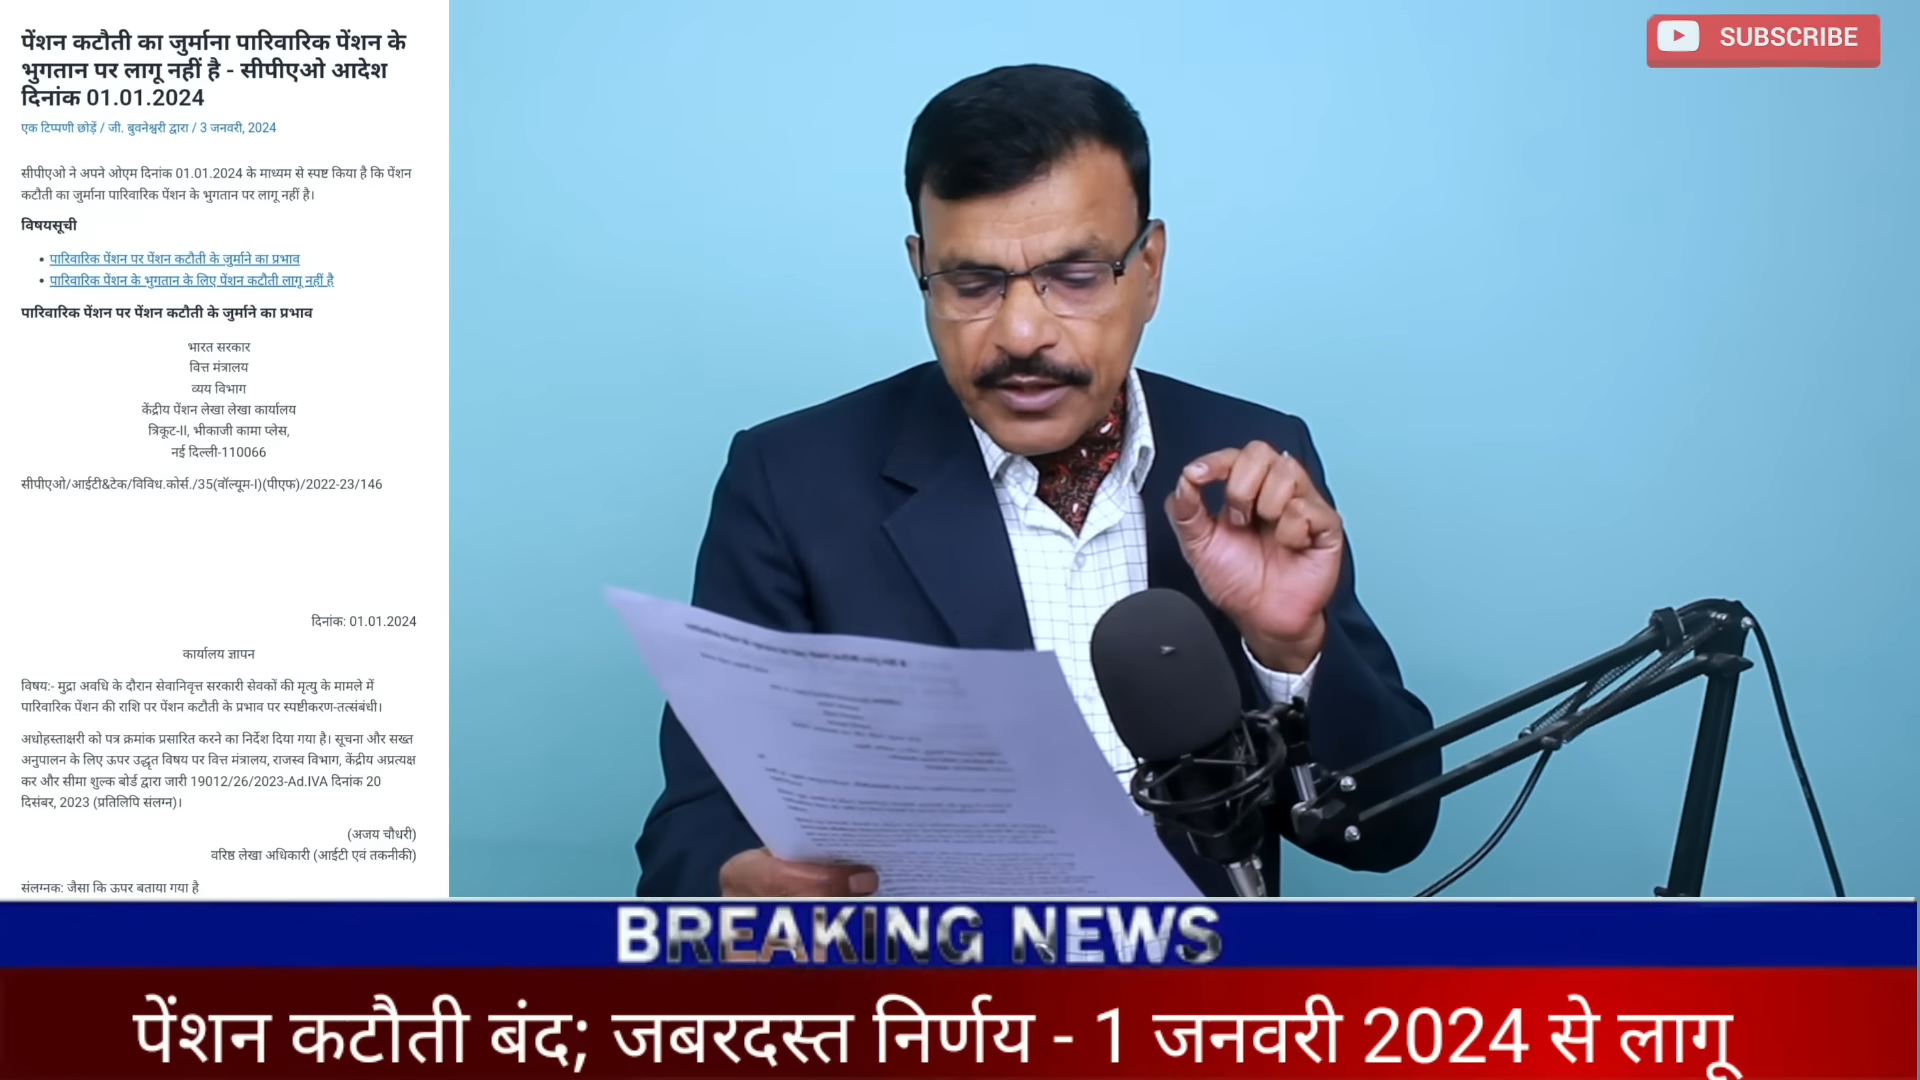 पेंशन कटौती का जुर्माना पारिवारिक पेंशन के
भुगतान पर लागू नहीं है - सीपीएओ आदेश
दिनांक 01.01.2024
एक टिप्पणी छोड़ें / जी. बुवनेश्वरी द्वारा / 3 जनवरी, 2024
सीपीएओ ने अपने ओएम दिनांक 01.01.2024 के माध्यम से स्पष्ट किया है कि पेंशन
कटौती का जुर्माना पारिवारिक पेंशन के भुगतान पर लागू नहीं है।
विषयसूची
• पारिवारिक पेंशन पर पेंशन कटौती के जुर्माने का प्रभाव
• पारिवारिक पेंशन के भुगतान के लिए पेंशन कटौती लागू नहीं है
पारिवारिक पेंशन पर पेंशन कटौती के जुर्माने का प्रभाव
भारत सरकार
वित्त मंत्रालय
व्यय विभाग
केंद्रीय पेंशन लेखा लेखा कार्यालय
त्रिकूट-II, भीकाजी कामा प्लेस,
नई दिल्ली-110066
सीपीएओ/आईटी&टेक/विविध.कोर्स./35(वॉल्यूम-I)(पीएफ)/2022-23/146
दिनांक: 01.01.2024
कार्यालय ज्ञापन
विषय:- मुद्रा अवधि के दौरान सेवानिवृत्त सरकारी सेवकों की मृत्यु के मामले में
पारिवारिक पेंशन की राशि पर पेंशन कटौती के प्रभाव पर स्पष्टीकरण-तत्संबंधी।
अधोहस्ताक्षरी को पत्र क्रमांक प्रसारित करने का निर्देश दिया गया है। सूचना और सख्त
अनुपालन के लिए ऊपर उद्धृत विषय पर वित्त मंत्रालय, राजस्व विभाग, केंद्रीय अप्रत्यक्ष
कर और सीमा शुल्क बोर्ड द्वारा जारी 19012/26/2023-Ad.IVA दिनांक 20
दिसंबर, 2023 (प्रतिलिपि संलग्न)।
(अजय चौधरी)
वरिष्ठ लेखा अधिकारी (आईटी एवं तकनीकी)
संलग्नक: जैसा कि ऊपर बताया गया है
SUBSCRIBE
BREAKING NEWS
पेंशन कटौती बंद; जबरदस्त निर्णय - 1 जनवरी 2024 से लागू